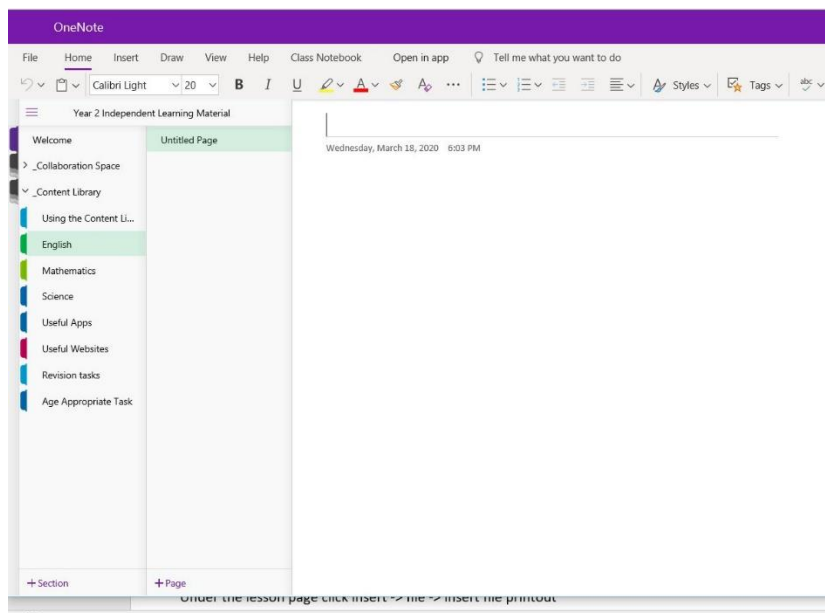 OneNote
File Home Insert Draw View Help Class Notebook Open in app Tell me what you want to do
Calibri Light 20 B I U A A Styles Tags abc
Year 2 Independent Learning Material
Welcome
_Collaboration Space
_Content Library
Using the Content Li...
English
Mathematics
Science
Useful Apps
Useful Websites
Revision tasks
Age Appropriate Task
+ Section
Untitled Page
+ Page
Wednesday, March 18, 2020 6:03 PM
Under the lesson page click insert -> file -> insert file printout